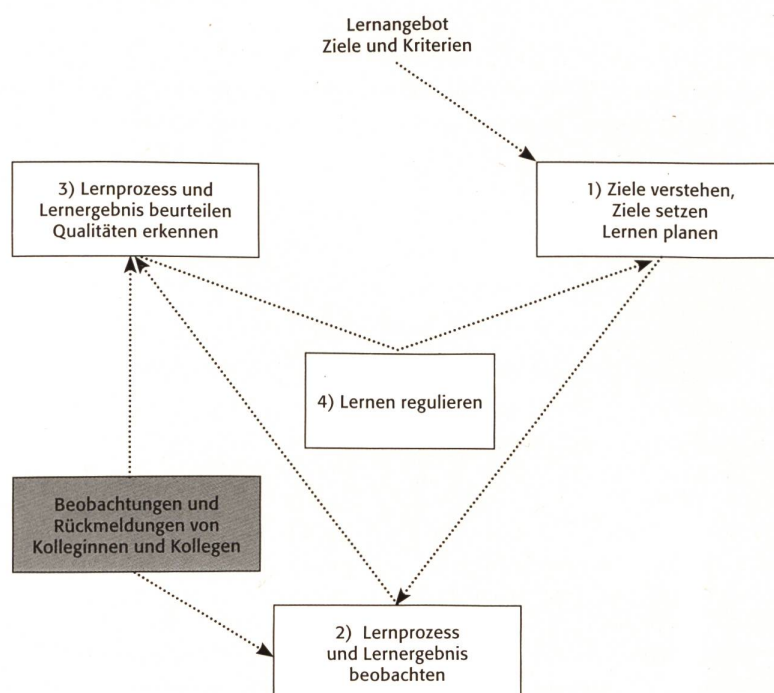 Lernangebot
Ziele und Kriterien
3) Lernprozess und
Lernergebnis beurteilen
Qualitäten erkennen
1) Ziele verstehen,
Ziele setzen
Lernen planen
4) Lernen regulieren
Beobachtungen und
Rückmeldungen von
Kolleginnen und Kollegen
2) Lernprozess
und Lernergebnis
beobachten